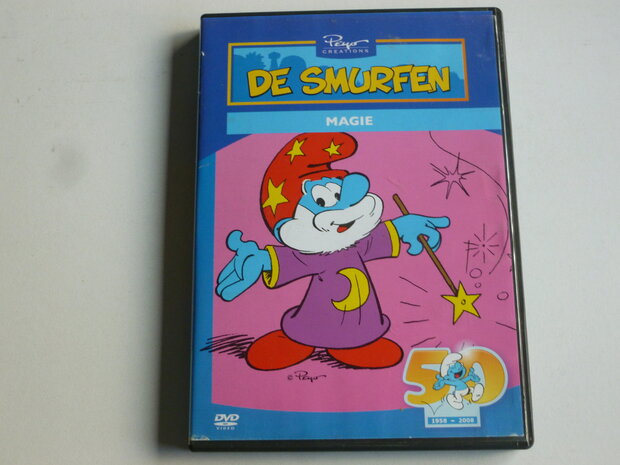 Peyo
CREATIONS
DE SMURFEN
MAGIE
© Peyo
50
1958 - 2008
DVD
VIDEO